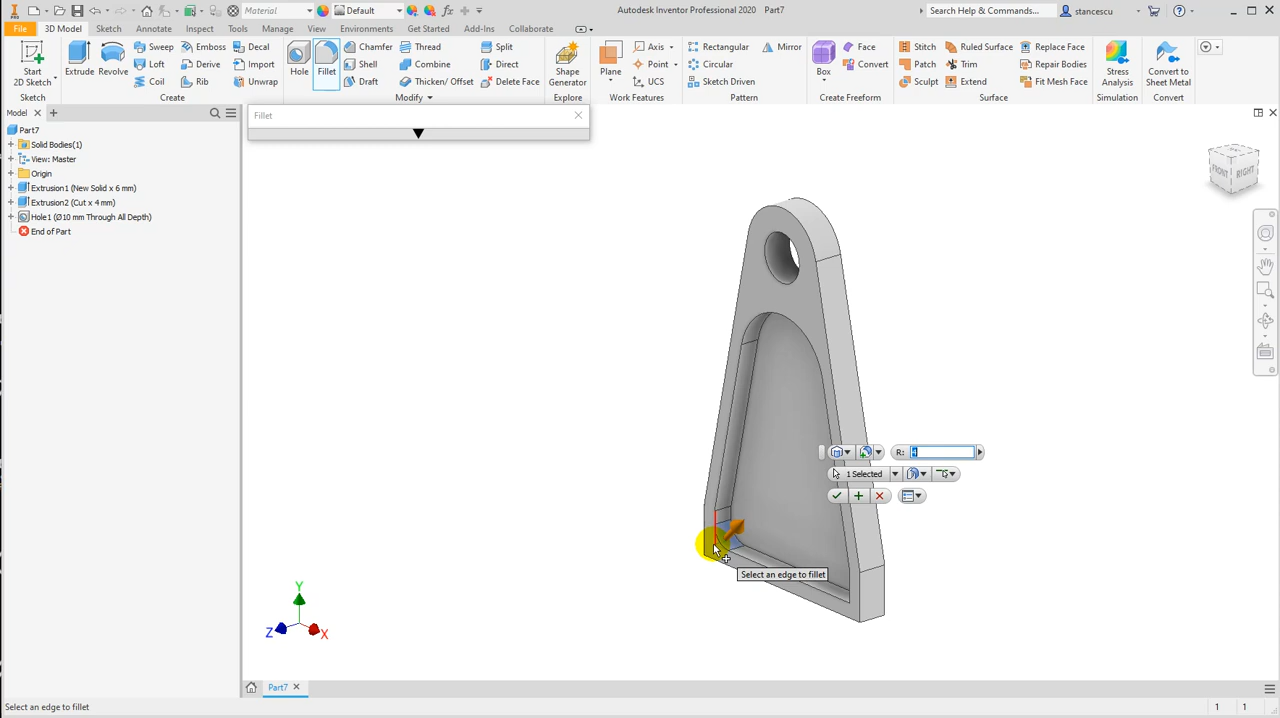 Material
Default
Autodesk Inventor Professional 2020 Part7
Search Help & Commands...
stancescu
File
3D Model
Sketch
Annotate
Inspect
Tools
Manage
View
Environments
Get Started
Add-Ins
Collaborate
Start
2D Sketch
Sketch
Extrude
Revolve
Sweep
Emboss
Decal
Loft
Derive
Import
Coil
Rib
Unwrap
Create
Hole
Fillet
Chamfer
Thread
Split
Shell
Combine
Direct
Draft
Thicken/ Offset
Delete Face
Modify
Shape
Generator
Explore
Plane
Axis
Point
UCS
Work Features
Rectangular
Mirror
Circular
Sketch Driven
Pattern
Box
Face
Convert
Create Freeform
Stitch
Ruled Surface
Replace Face
Patch
Trim
Repair Bodies
Sculpt
Extend
Fit Mesh Face
Surface
Stress
Analysis
Simulation
Convert to
Sheet Metal
Convert
Model
Part7
Solid Bodies(1)
View: Master
Origin
Extrusion1 (New Solid x 6 mm)
Extrusion2 (Cut x 4 mm)
Hole1 (Ø10 mm Through All Depth)
End of Part
Fillet
FRONT
RIGHT
R: 4
1 Selected
Select an edge to fillet
Y
Z
X
Part7
Select an edge to fillet
1
1